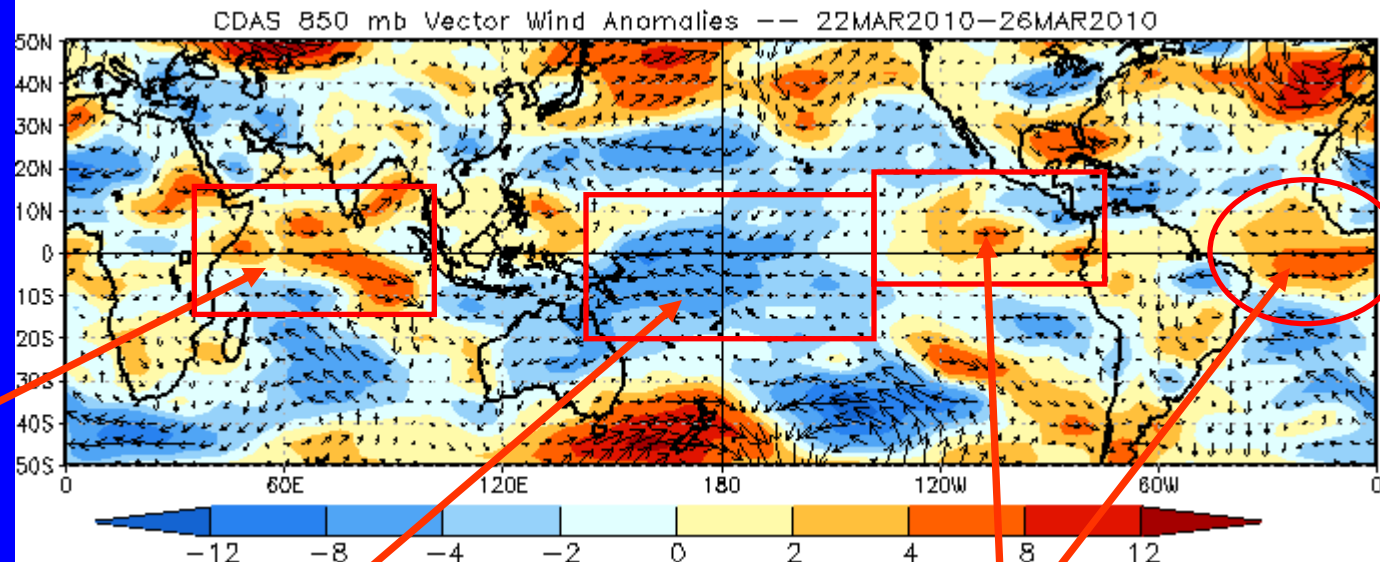 CDAS 850 mb Vector Wind Anomalies -- 22MAR2010-26MAR2010
50N
40N
30N
20N
10N
0
10S
20S
30S
40S
50S
0 60E 120E 180 120W 60W 0
-12 -8 -4 -2 0 2 4 8 12